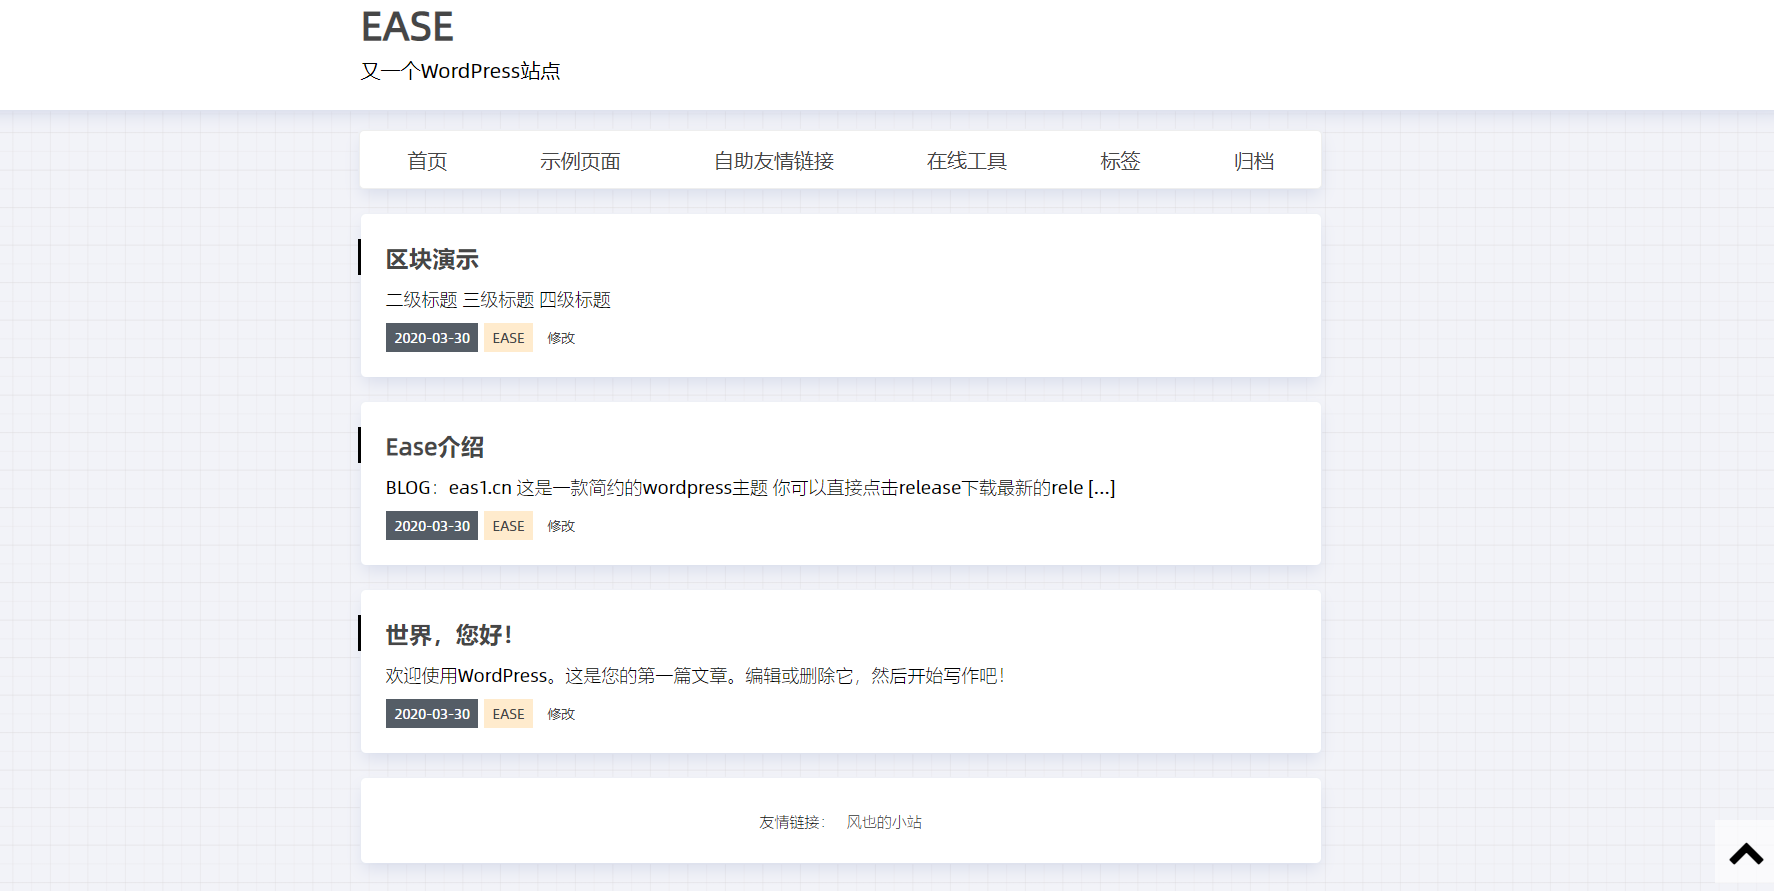 EASE
又一个WordPress站点
首页 示例页面 自助友情链接 在线工具 标签 归档
区块演示
二级标题 三级标题 四级标题
2020-03-30 EASE 修改
Ease介绍
BLOG：eas1.cn 这是一款简约的wordpress主题 你可以直接点击release下载最新的rele [...]
2020-03-30 EASE 修改
世界，您好！
欢迎使用WordPress。这是您的第一篇文章。编辑或删除它，然后开始写作吧！
2020-03-30 EASE 修改
友情链接： 风也的小站